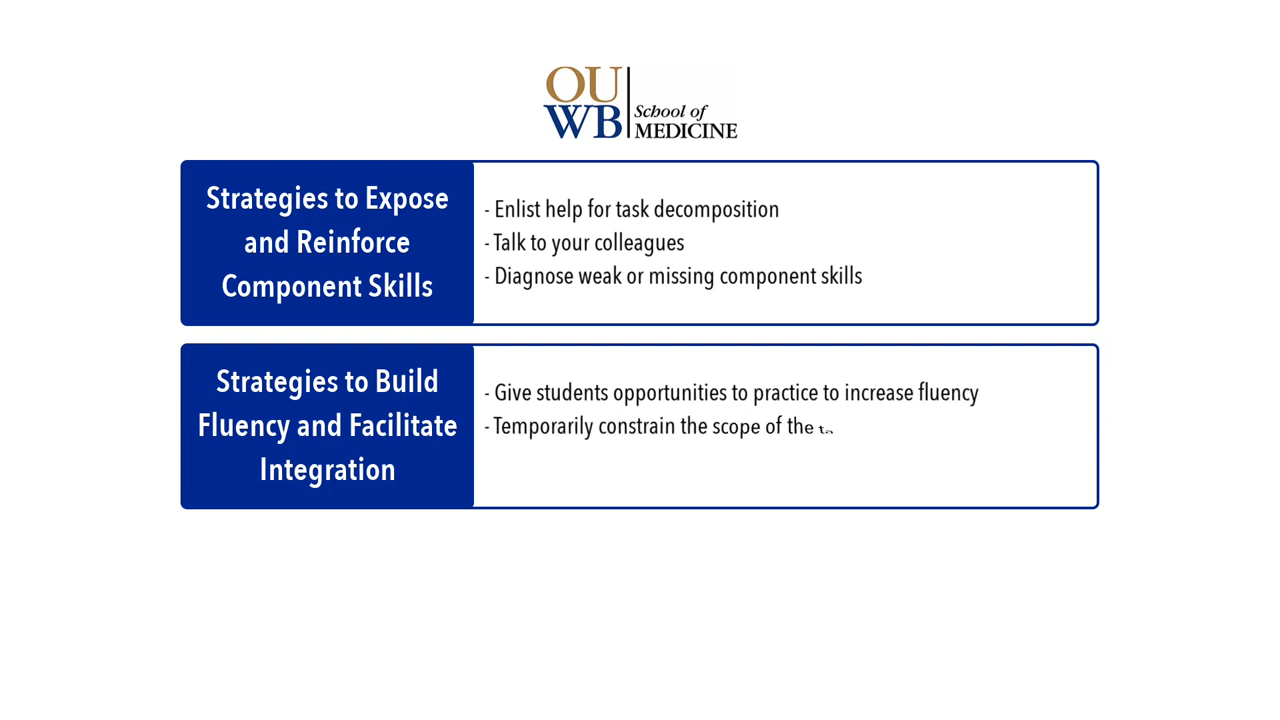 OU
WB
School of
MEDICINE
Strategies to Expose
and Reinforce
Component Skills
- Enlist help for task decomposition
- Talk to your colleagues
- Diagnose weak or missing component skills
Strategies to Build
Fluency and Facilitate
Integration
- Give students opportunities to practice to increase fluency
- Temporarily constrain the scope of the